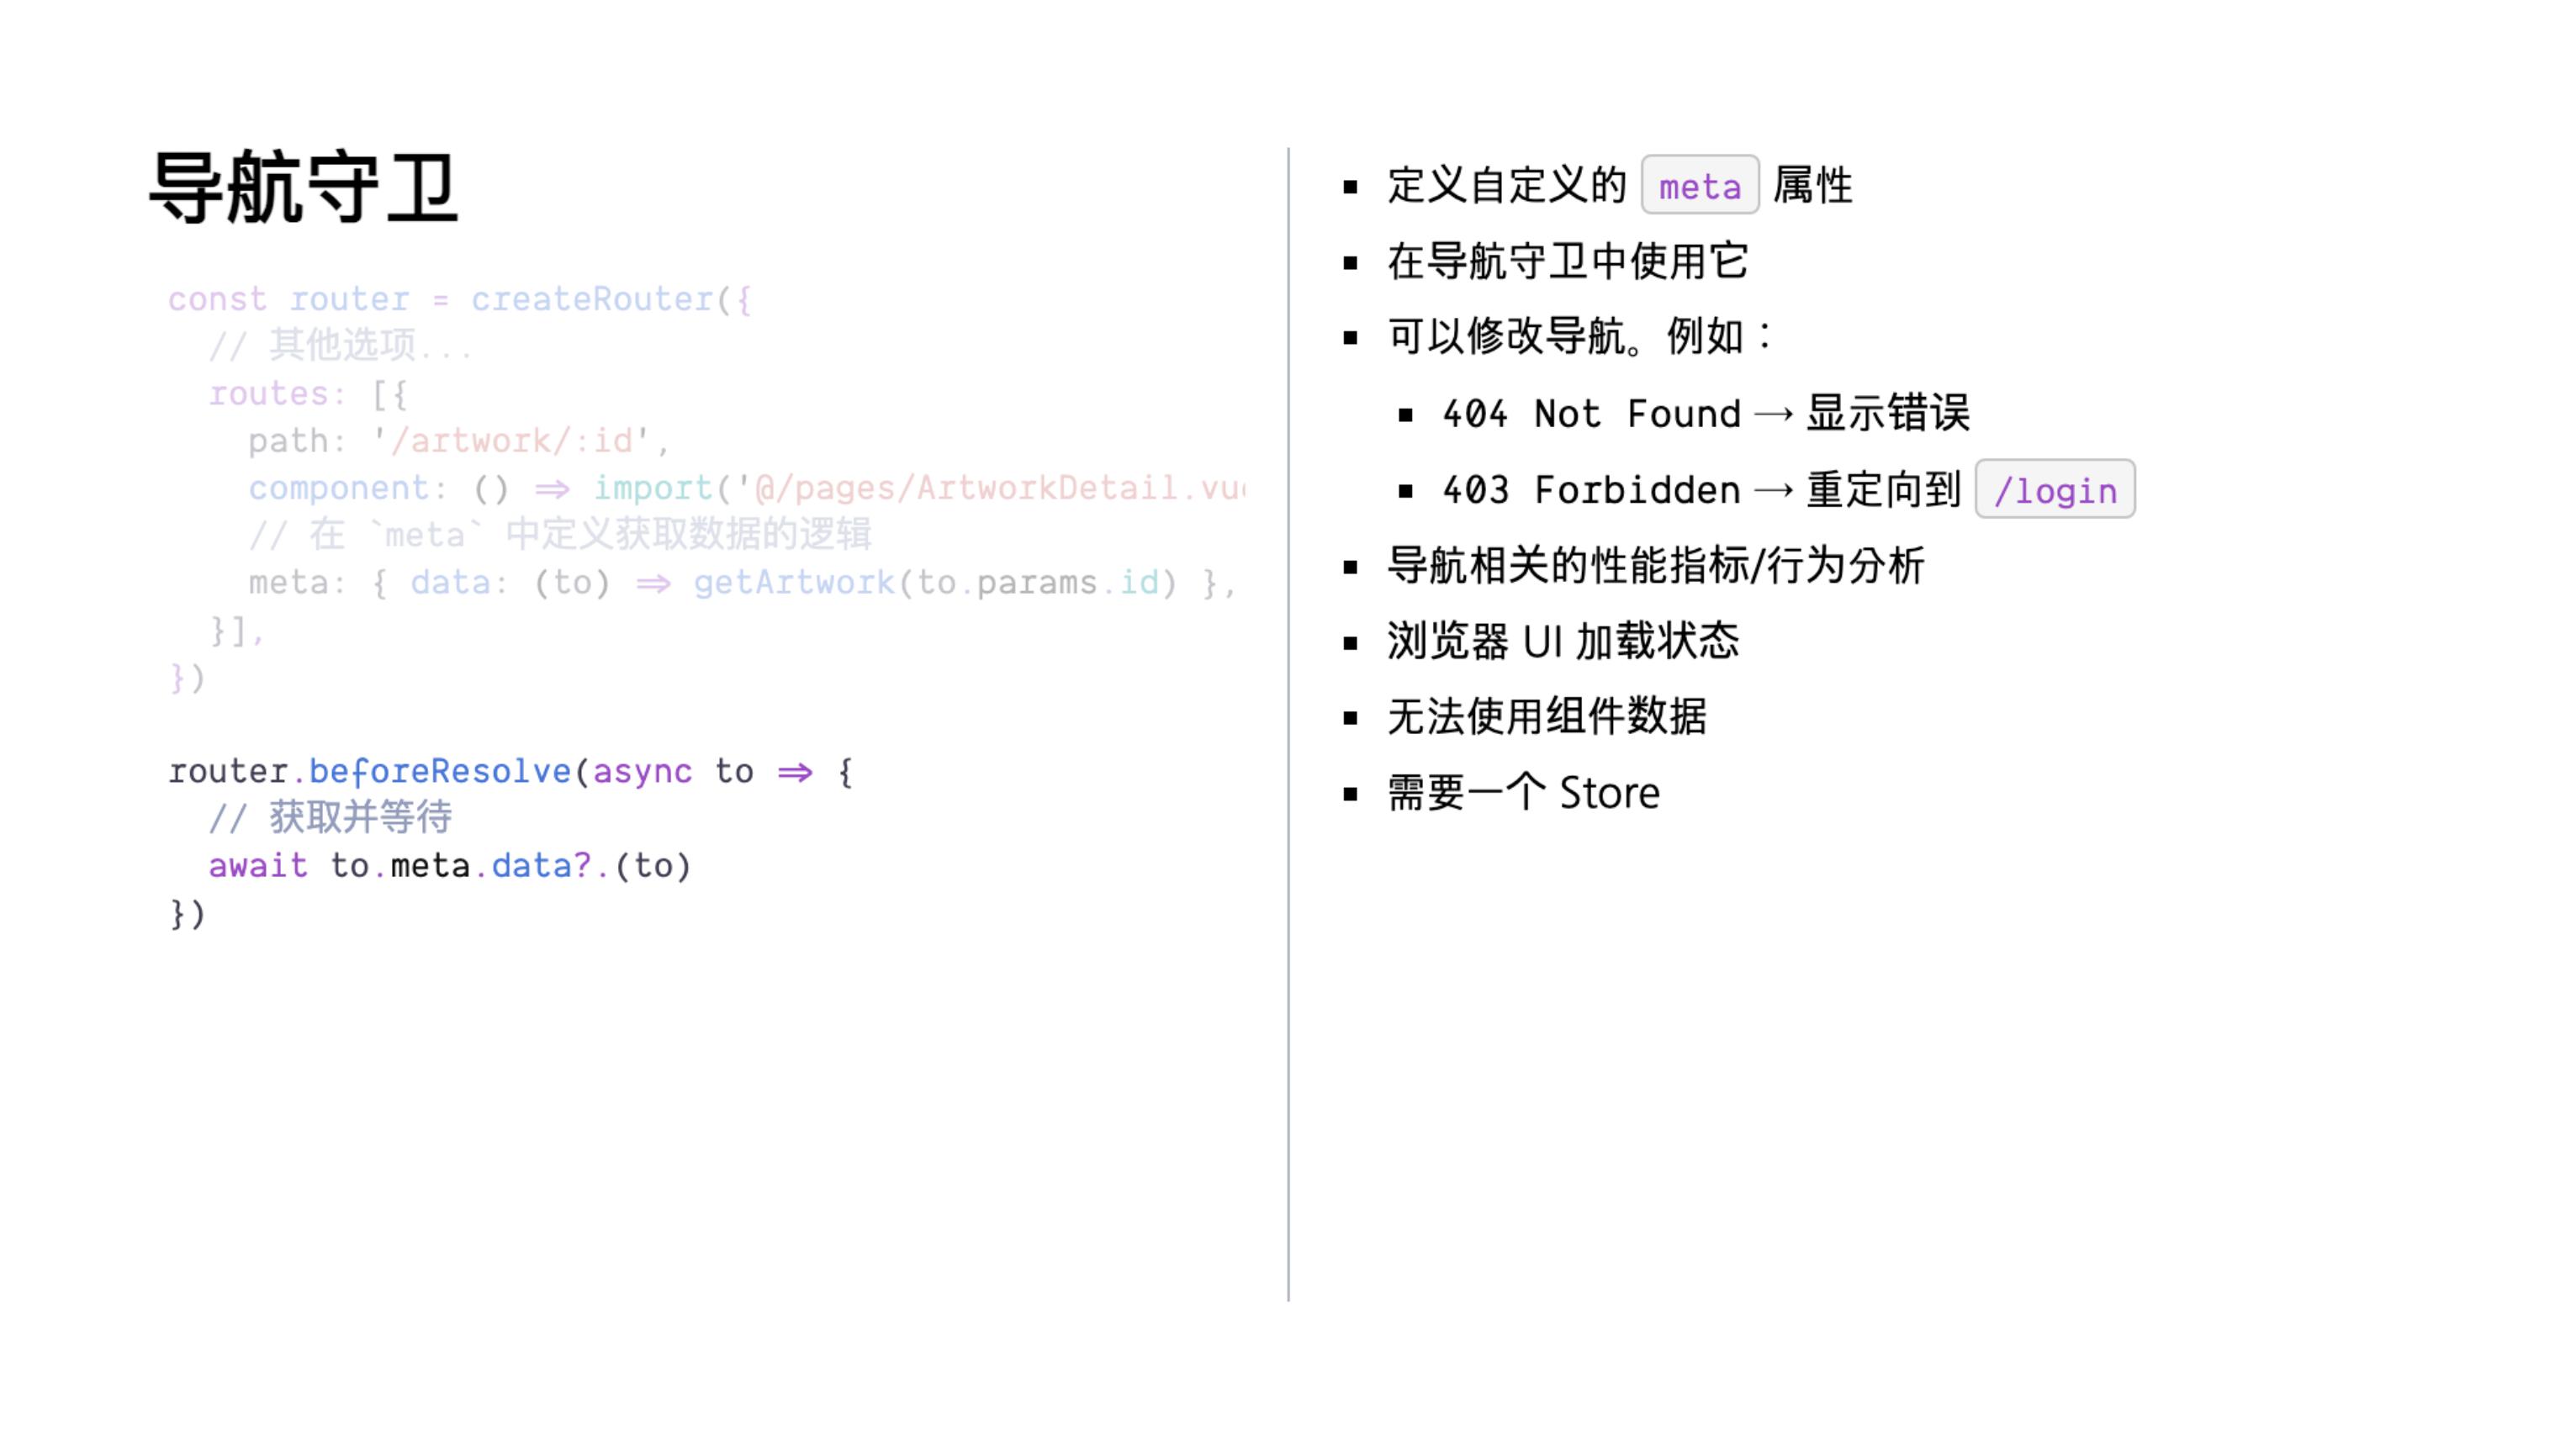 导航守卫
const router = createRouter({
  // 其他选项...
  routes: [{
    path: '/artwork/:id',
    component: () => import('@/pages/ArtworkDetail.vu
    // 在 `meta` 中定义获取数据的逻辑
    meta: { data: (to) => getArtwork(to.params.id) },
  }],
})
router.beforeResolve(async to => {
  // 获取并等待
  await to.meta.data?.(to)
})
▪ 定义自定义的 meta 属性
▪ 在导航守卫中使用它
▪ 可以修改导航。例如：
▪ 404 Not Found → 显示错误
▪ 403 Forbidden → 重定向到 /login
▪ 导航相关的性能指标/行为分析
▪ 浏览器 UI 加载状态
▪ 无法使用组件数据
▪ 需要一个 Store